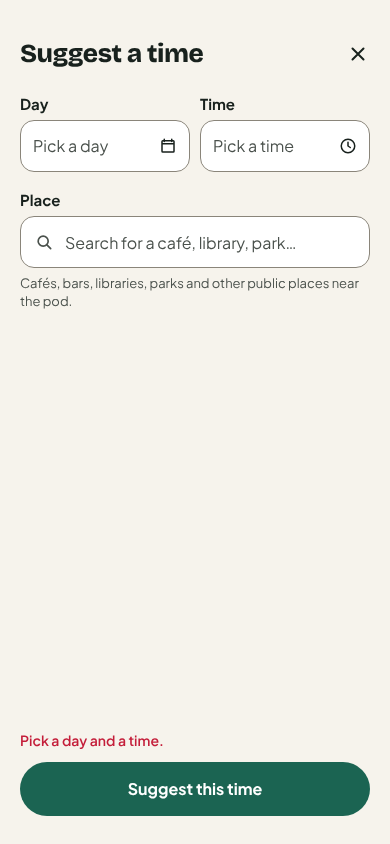 Suggest a time
Day
Time
Pick a day
Pick a time
Place
Search for a café, library, park…
Cafés, bars, libraries, parks and other public places near
the pod.
Pick a day and a time.
Suggest this time